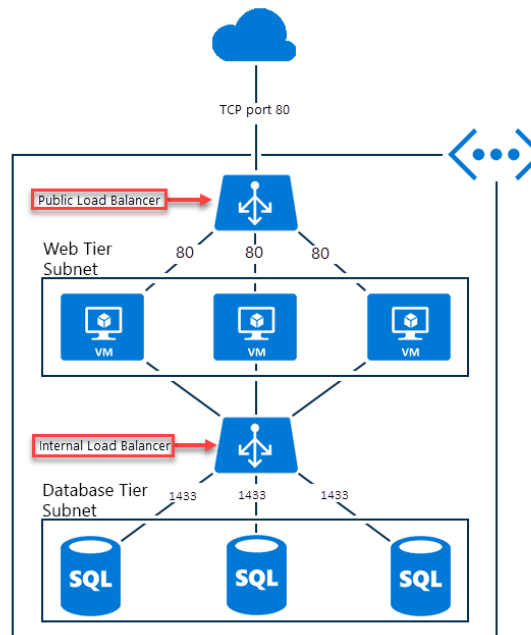 TCP port 80
Public Load Balancer
80 80 80
Web Tier
Subnet
VM VM VM
Internal Load Balancer
Database Tier
Subnet
1433 1433 1433
SQL SQL SQL